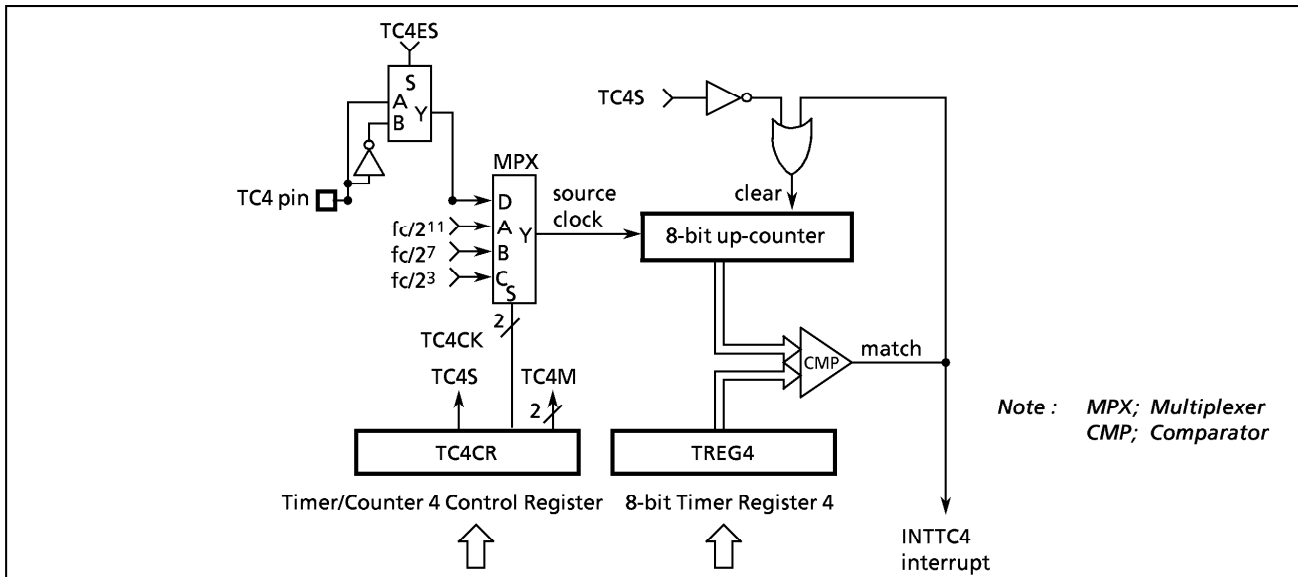 TC4ES
S
A
B
Y
TC4 pin
MPX
D
A
B
C
Y
S
fc/2¹¹
fc/2⁷
fc/2³
source
clock
TC4S
clear
8-bit up-counter
2
TC4CK
TC4S
TC4M
2
CMP
match
TC4CR
TREG4
Timer/Counter 4 Control Register
8-bit Timer Register 4
INTTC4
interrupt
Note : MPX; Multiplexer
CMP; Comparator